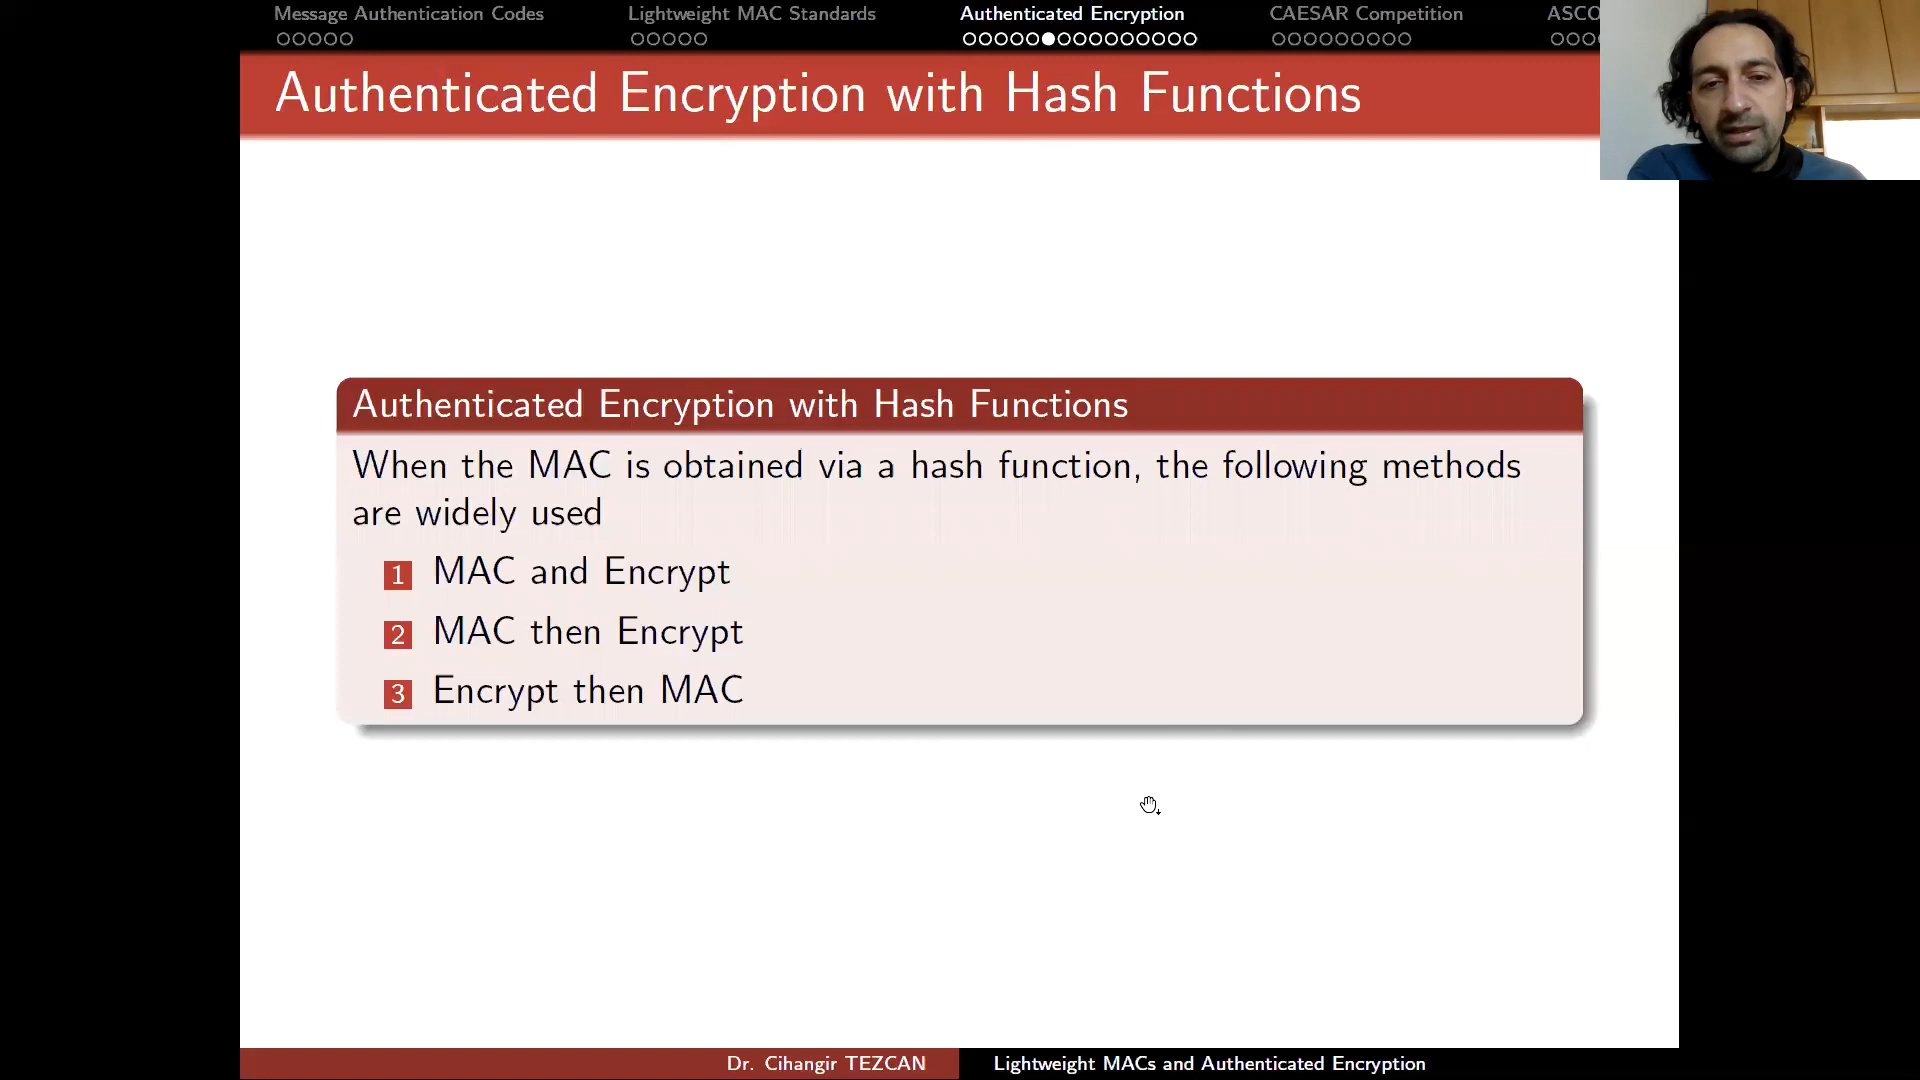 Message Authentication Codes
Lightweight MAC Standards
Authenticated Encryption
CAESAR Competition
ASCO
Authenticated Encryption with Hash Functions
Authenticated Encryption with Hash Functions
When the MAC is obtained via a hash function, the following methods
are widely used
1 MAC and Encrypt
2 MAC then Encrypt
3 Encrypt then MAC
Dr. Cihangir TEZCAN
Lightweight MACs and Authenticated Encryption